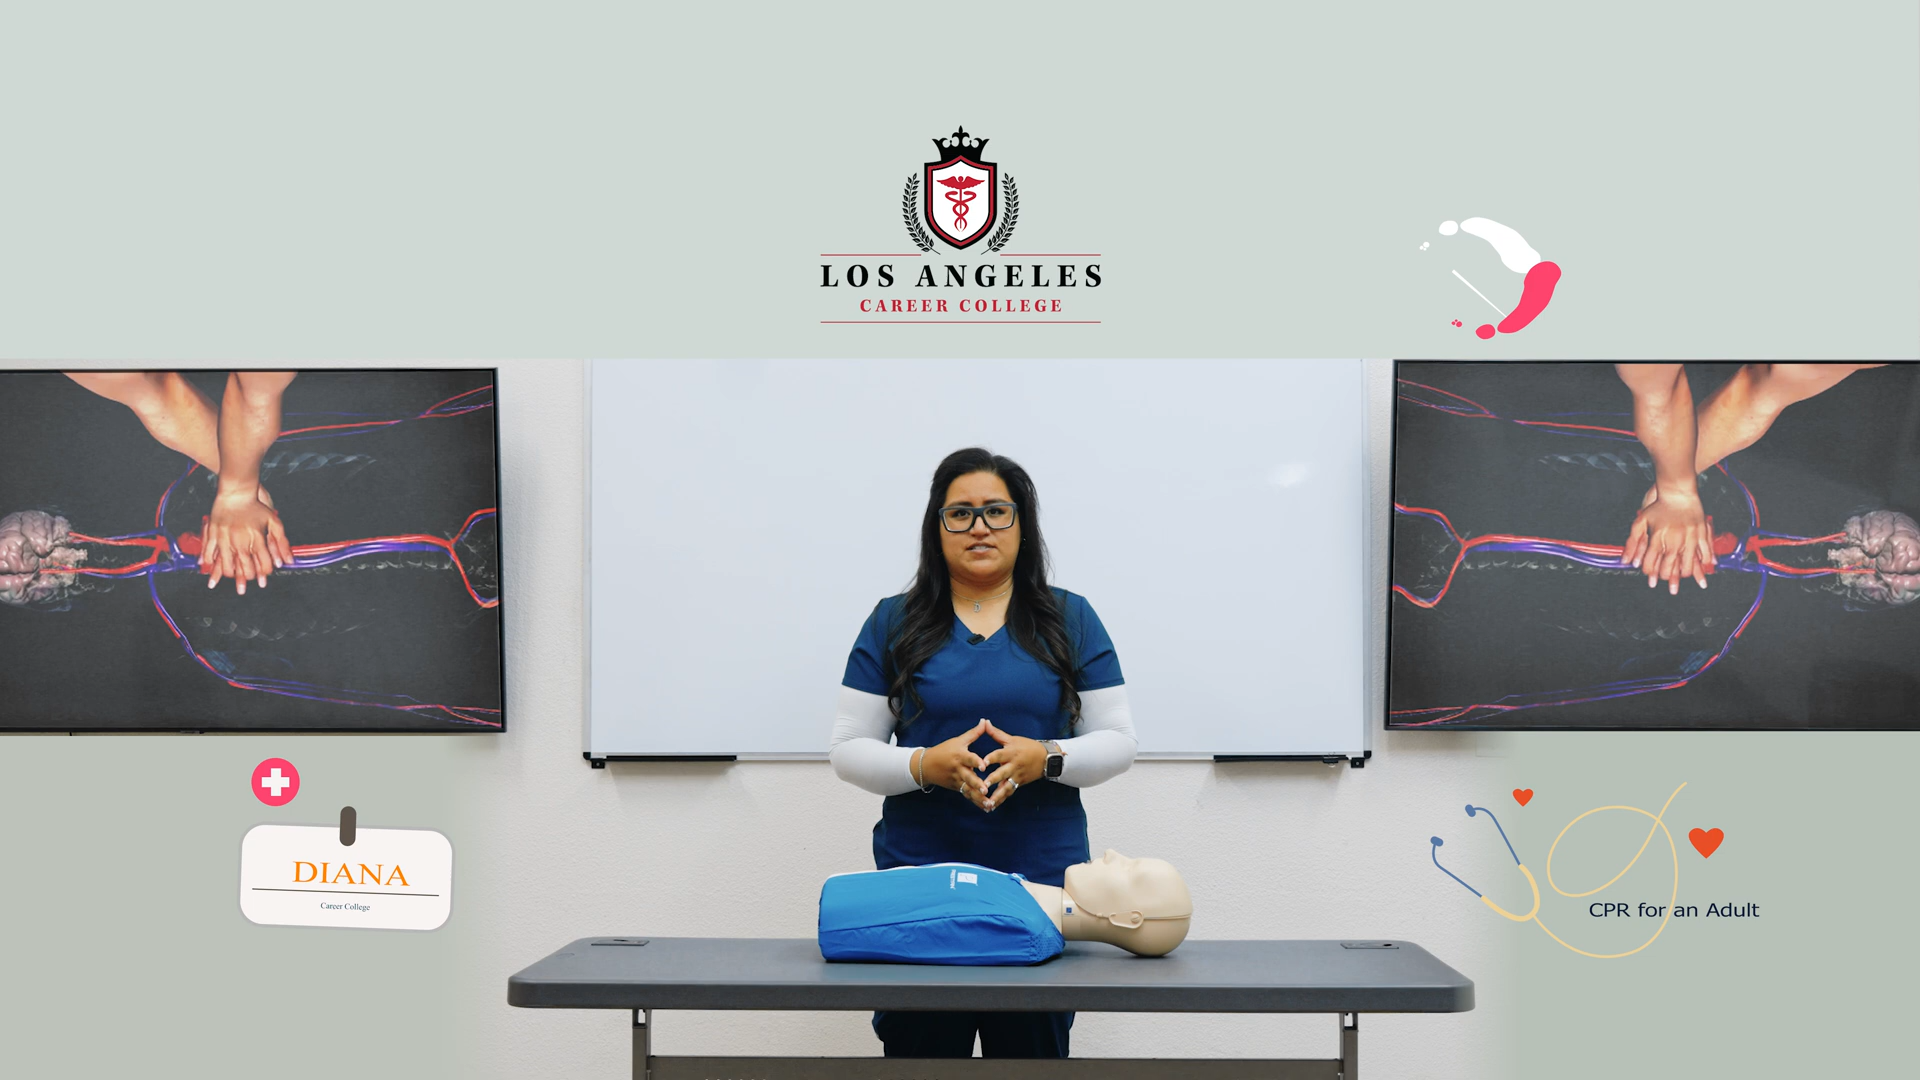 LOS ANGELES
CAREER COLLEGE
DIANA
Career College
CPR for an Adult